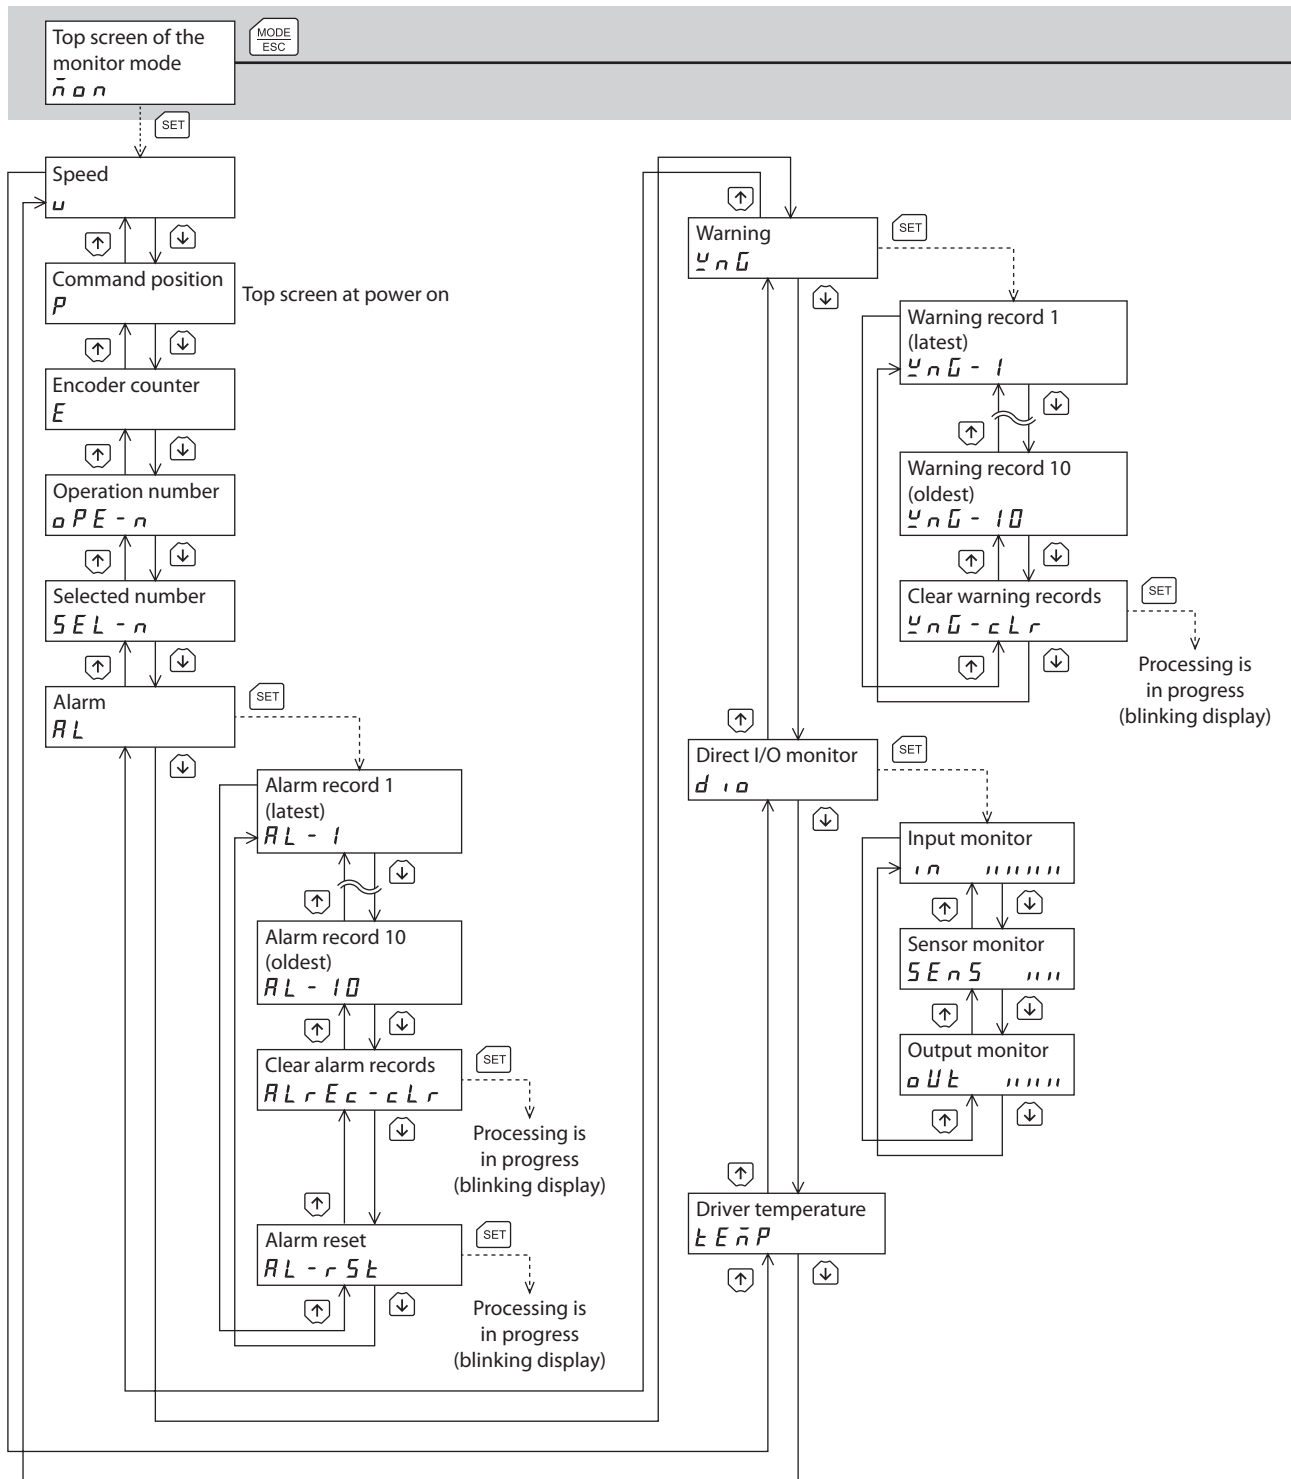 Top screen of the
monitor mode
mon
MODE
ESC
SET
Speed
u
Command position
P
Top screen at power on
Encoder counter
E
Operation number
oPE-n
Selected number
SEL-n
Alarm
AL
SET
Alarm record 1
(latest)
AL-1
Alarm record 10
(oldest)
AL-10
Clear alarm records
ALrEc-cLr
SET
Processing is
in progress
(blinking display)
Alarm reset
AL-rSt
SET
Processing is
in progress
(blinking display)
Warning
WnG
SET
Warning record 1
(latest)
WnG-1
Warning record 10
(oldest)
WnG-10
Clear warning records
WnG-cLr
SET
Processing is
in progress
(blinking display)
Direct I/O monitor
dio
SET
Input monitor
in
Sensor monitor
SEnS
Output monitor
oUt
Driver temperature
tEmP